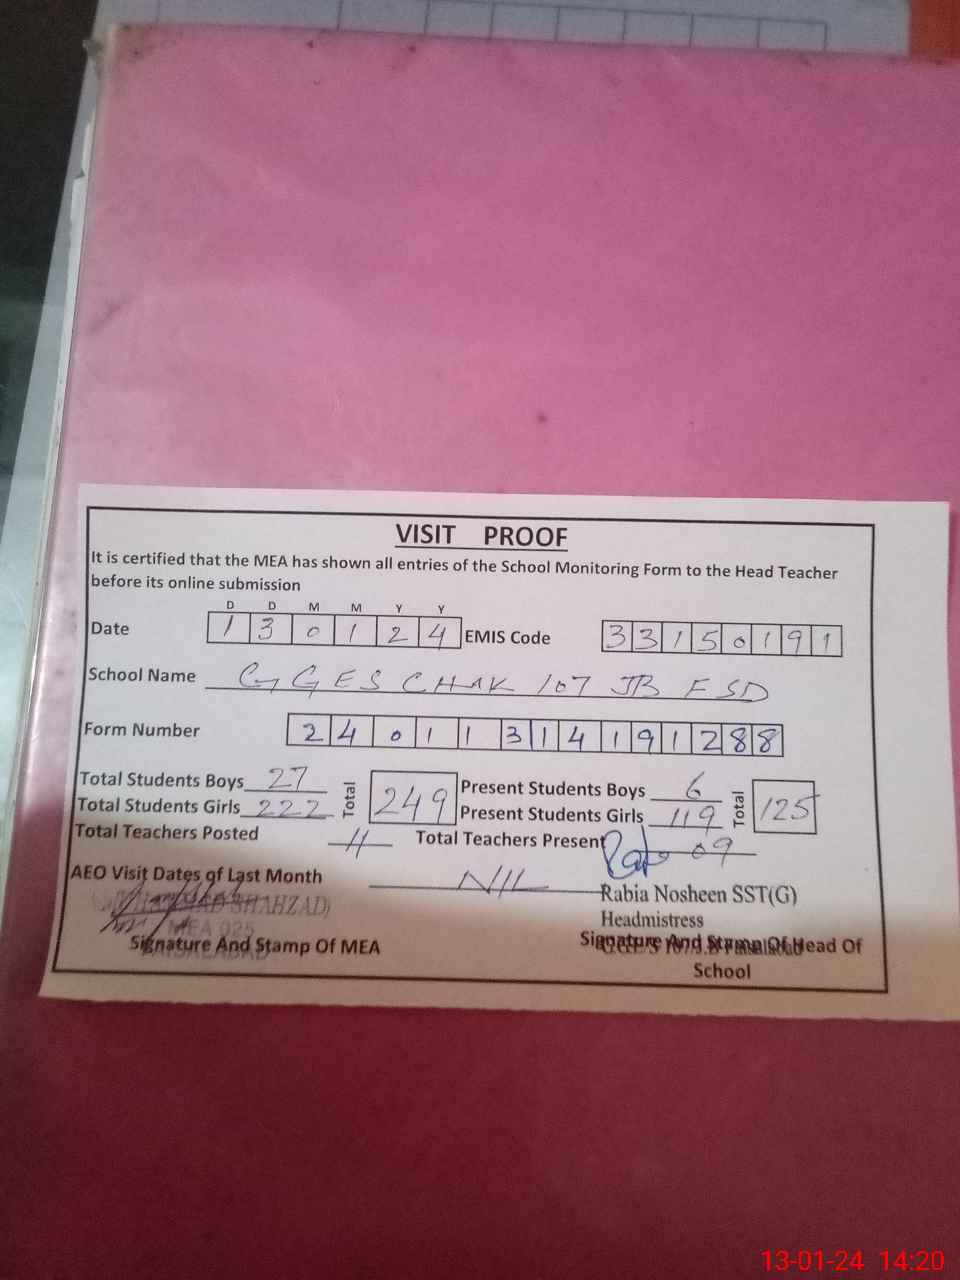 VISIT PROOF
It is certified that the MEA has shown all entries of the School Monitoring Form to the Head Teacher
before its online submission
D D M M Y Y
Date 1 3 0 1 2 4 EMIS Code 3 3 1 5 0 1 9 1
School Name GGES CHAK 107 JB FSD
Form Number 2 4 0 1 1 3 1 4 1 9 1 2 8 8
Total Students Boys 27 Total 249 Present Students Boys 6 Total 125
Total Students Girls 222 Present Students Girls 119
Total Teachers Posted 11 Total Teachers Present 09
AEO Visit Dates of Last Month NIL
Rabia Nosheen SST(G)
SHAHZAD)
Headmistress
MEA 025
Signature And Stamp Of MEA
FAISALABAD
Signature And Stamp Of Head Of
School
13-01-24 14:20